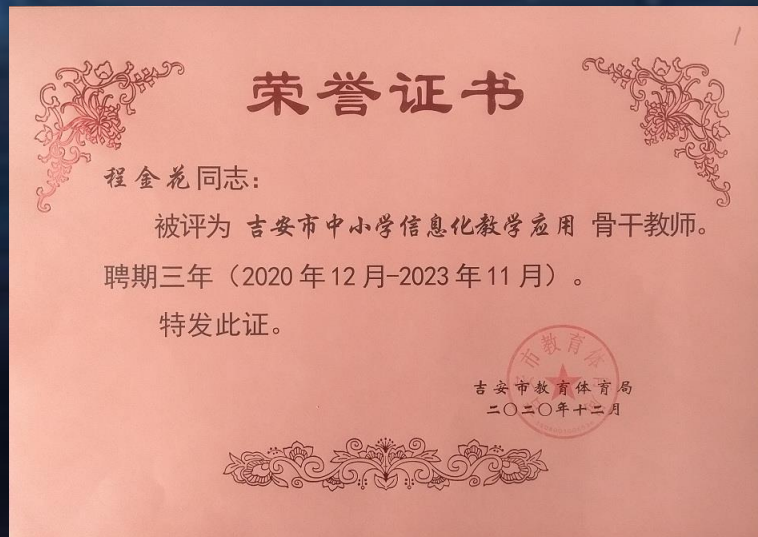 荣誉证书
程金花同志：
被评为 吉安市中小学信息化教学应用 骨干教师。
聘期三年（2020年12月-2023年11月）。
特发此证。
吉安市教育体育局
二〇二〇年十二月